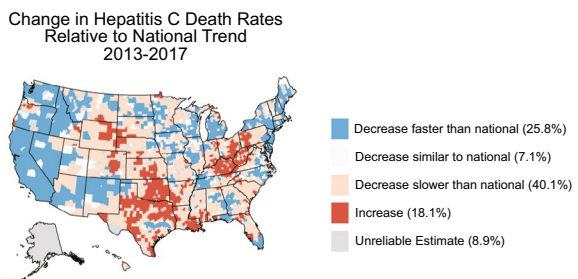 Change in Hepatitis C Death Rates
Relative to National Trend
2013-2017
Decrease faster than national (25.8%)
Decrease similar to national (7.1%)
Decrease slower than national (40.1%)
Increase (18.1%)
Unreliable Estimate (8.9%)